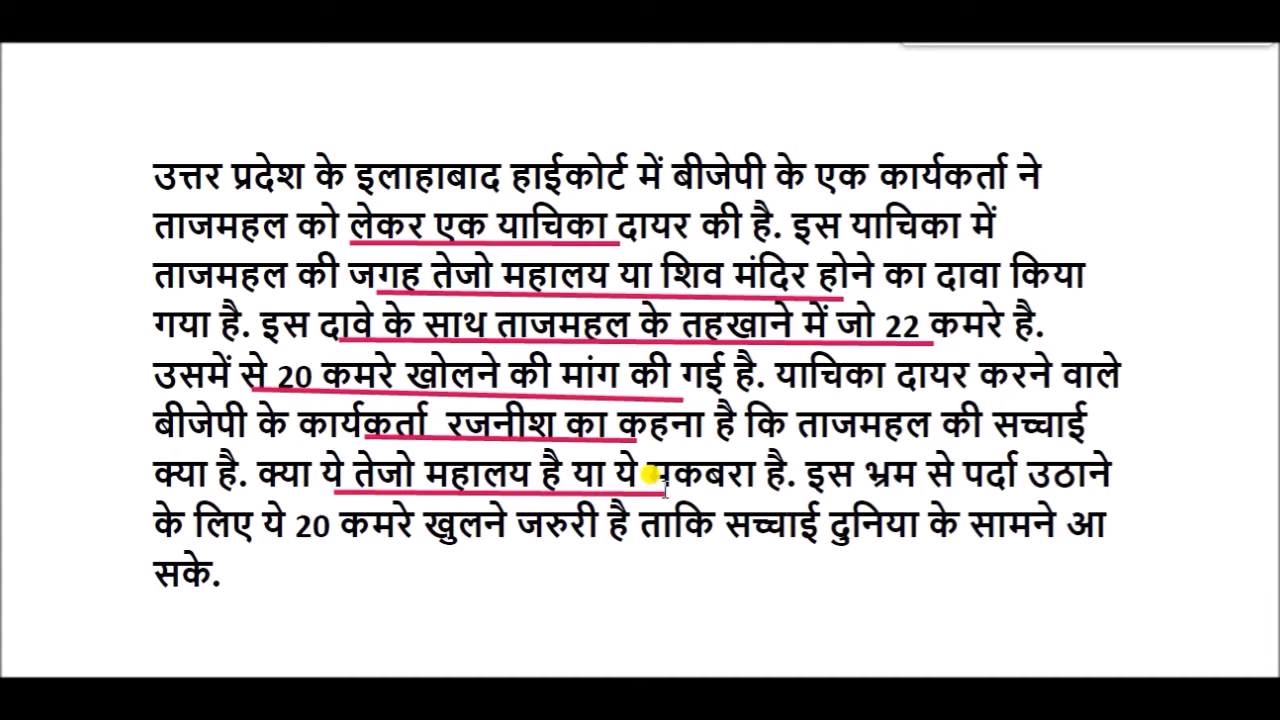 उत्तर प्रदेश के इलाहाबाद हाईकोर्ट में बीजेपी के एक कार्यकर्ता ने
ताजमहल को लेकर एक याचिका दायर की है. इस याचिका में
ताजमहल की जगह तेजो महालय या शिव मंदिर होने का दावा किया
गया है. इस दावे के साथ ताजमहल के तहखाने में जो 22 कमरे है.
उसमें से 20 कमरे खोलने की मांग की गई है. याचिका दायर करने वाले
बीजेपी के कार्यकर्ता रजनीश का कहना है कि ताजमहल की सच्चाई
क्या है. क्या ये तेजो महालय है या ये मकबरा है. इस भ्रम से पर्दा उठाने
के लिए ये 20 कमरे खुलने जरुरी है ताकि सच्चाई दुनिया के सामने आ
सके.